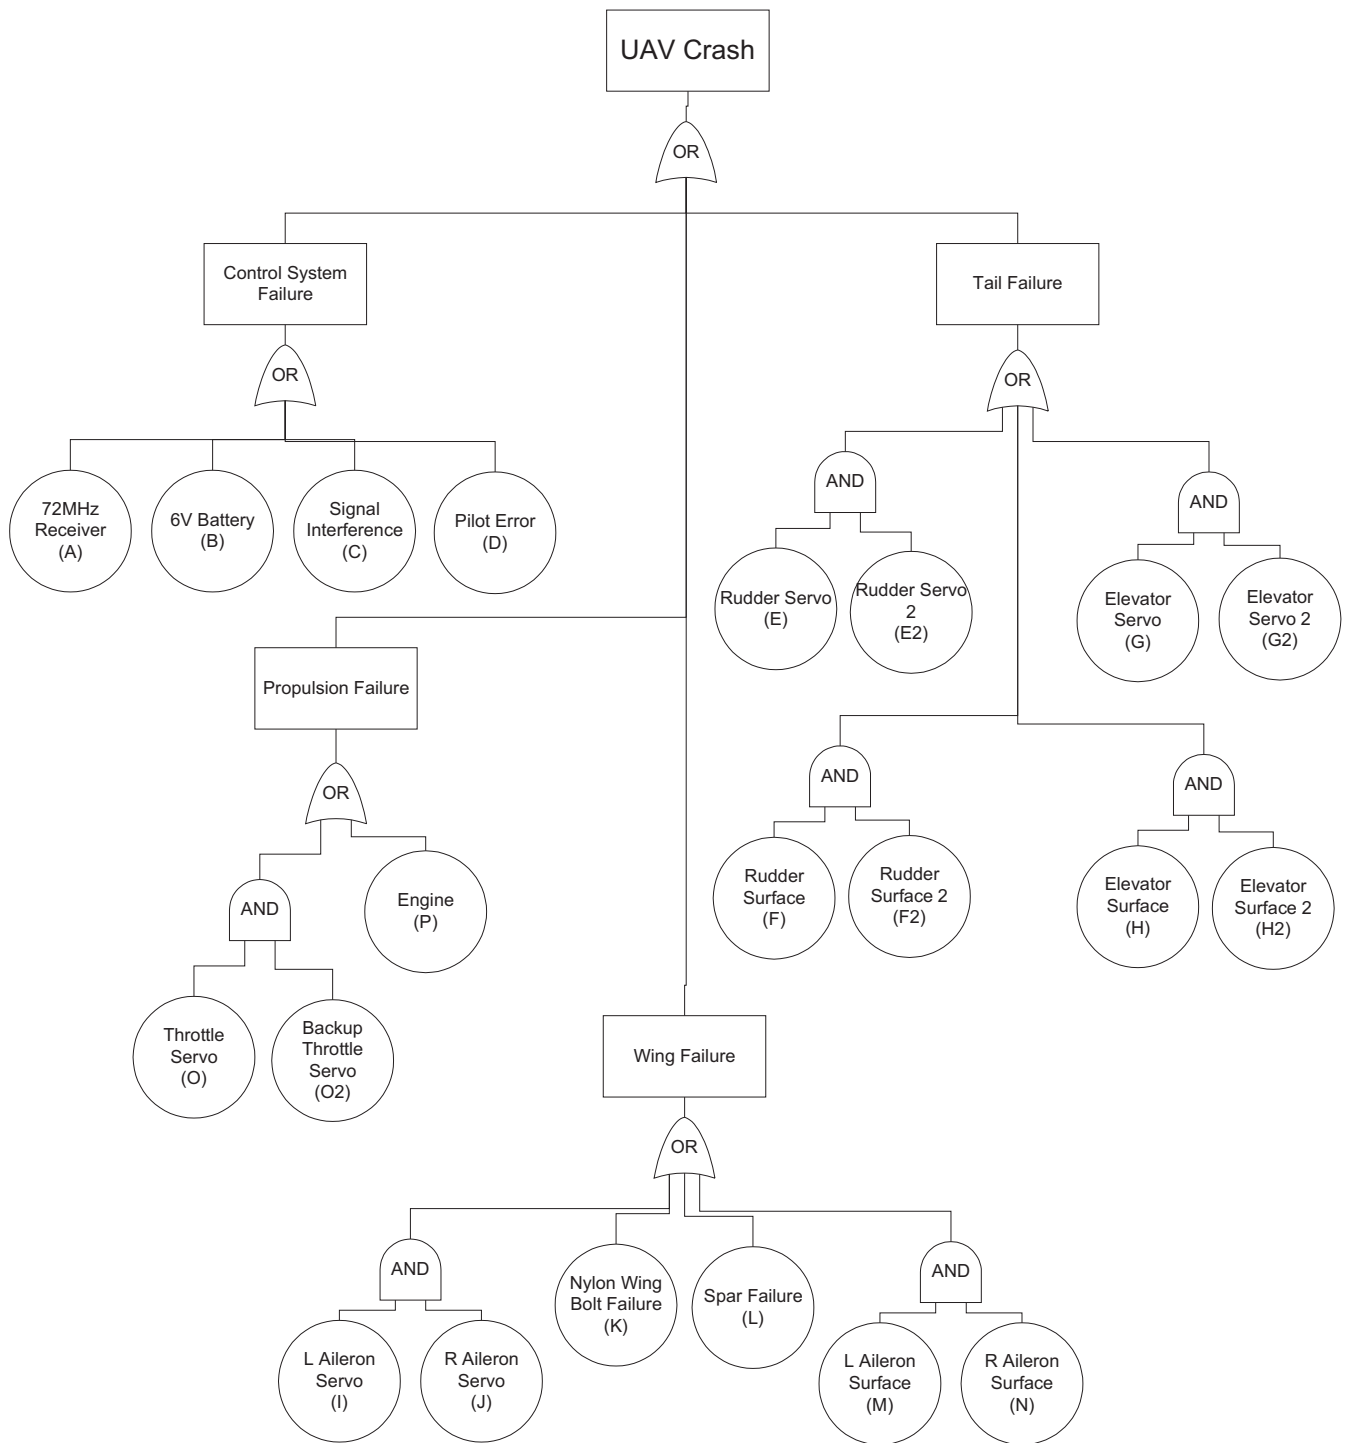 UAV Crash
OR
Control System
Failure
OR
72MHz
Receiver
(A)
6V Battery
(B)
Signal
Interference
(C)
Pilot Error
(D)
Tail Failure
OR
AND
Rudder Servo
(E)
Rudder Servo
2
(E2)
AND
Elevator
Servo
(G)
Elevator
Servo 2
(G2)
AND
Rudder
Surface
(F)
Rudder
Surface 2
(F2)
AND
Elevator
Surface
(H)
Elevator
Surface 2
(H2)
Propulsion Failure
OR
AND
Throttle
Servo
(O)
Backup
Throttle
Servo
(O2)
Engine
(P)
Wing Failure
OR
AND
L Aileron
Servo
(I)
R Aileron
Servo
(J)
Nylon Wing
Bolt Failure
(K)
Spar Failure
(L)
AND
L Aileron
Surface
(M)
R Aileron
Surface
(N)